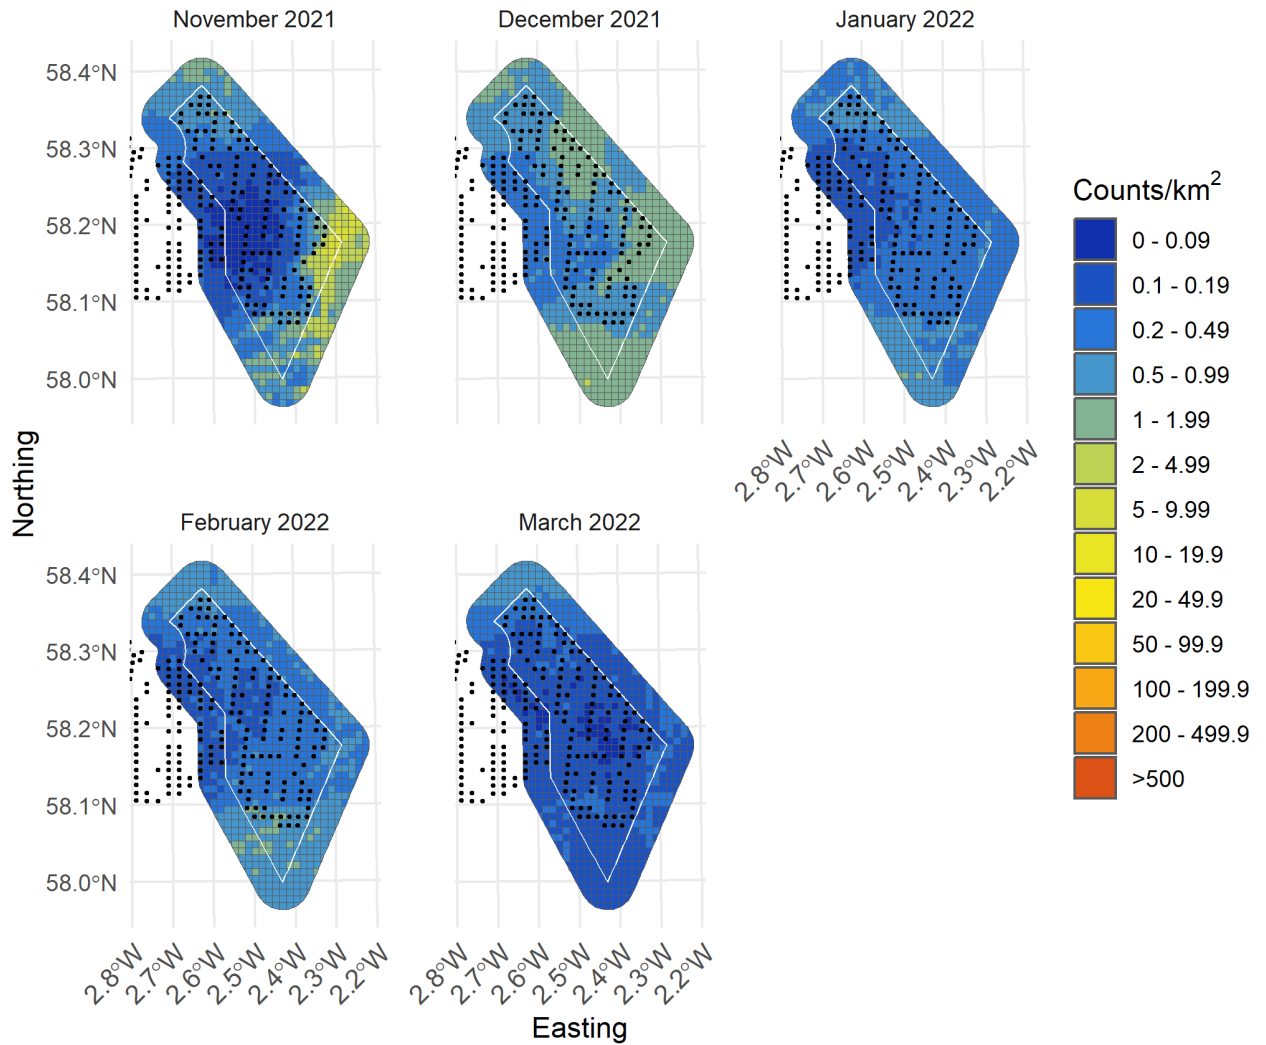 November 2021
December 2021
January 2022
58.4°N
58.3°N
58.2°N
58.1°N
58.0°N
2.8°W
2.7°W
2.6°W
2.5°W
2.4°W
2.3°W
2.2°W
Northing
February 2022
March 2022
58.4°N
58.3°N
58.2°N
58.1°N
58.0°N
2.8°W
2.7°W
2.6°W
2.5°W
2.4°W
2.3°W
2.2°W
2.8°W
2.7°W
2.6°W
2.5°W
2.4°W
2.3°W
2.2°W
Easting
Counts/km²
0 - 0.09
0.1 - 0.19
0.2 - 0.49
0.5 - 0.99
1 - 1.99
2 - 4.99
5 - 9.99
10 - 19.9
20 - 49.9
50 - 99.9
100 - 199.9
200 - 499.9
>500